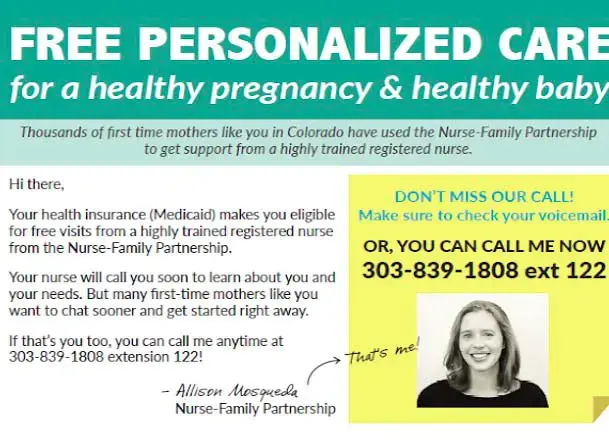 FREE PERSONALIZED CARE
for a healthy pregnancy & healthy baby
Thousands of first time mothers like you in Colorado have used the Nurse-Family Partnership
to get support from a highly trained registered nurse.
Hi there,
Your health insurance (Medicaid) makes you eligible
for free visits from a highly trained registered nurse
from the Nurse-Family Partnership.
Your nurse will call you soon to learn about you and
your needs. But many first-time mothers like you
want to chat sooner and get started right away.
If that's you too, you can call me anytime at
303-839-1808 extension 122!
– Allison Mosqueda
Nurse-Family Partnership
DON'T MISS OUR CALL!
Make sure to check your voicemail.
OR, YOU CAN CALL ME NOW
303-839-1808 ext 122
That's me!